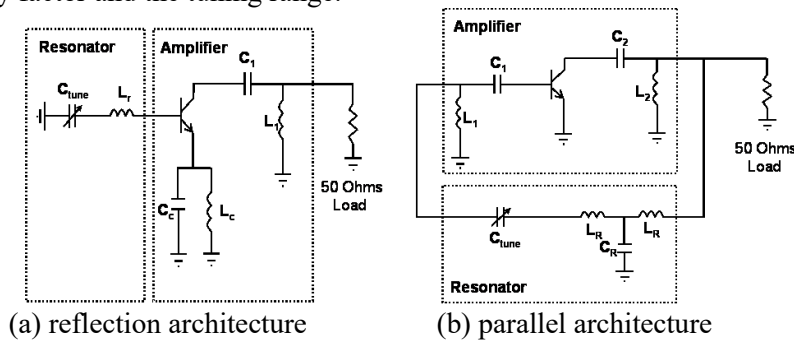 y factor and the tuning range.
Resonator
Amplifier
Ctune
Lr
C1
L1
Cc
Lc
50 Ohms
Load
Amplifier
C1
C2
L1
L2
50 Ohms
Load
Ctune
LR
CR
LR
Resonator
(a) reflection architecture
(b) parallel architecture